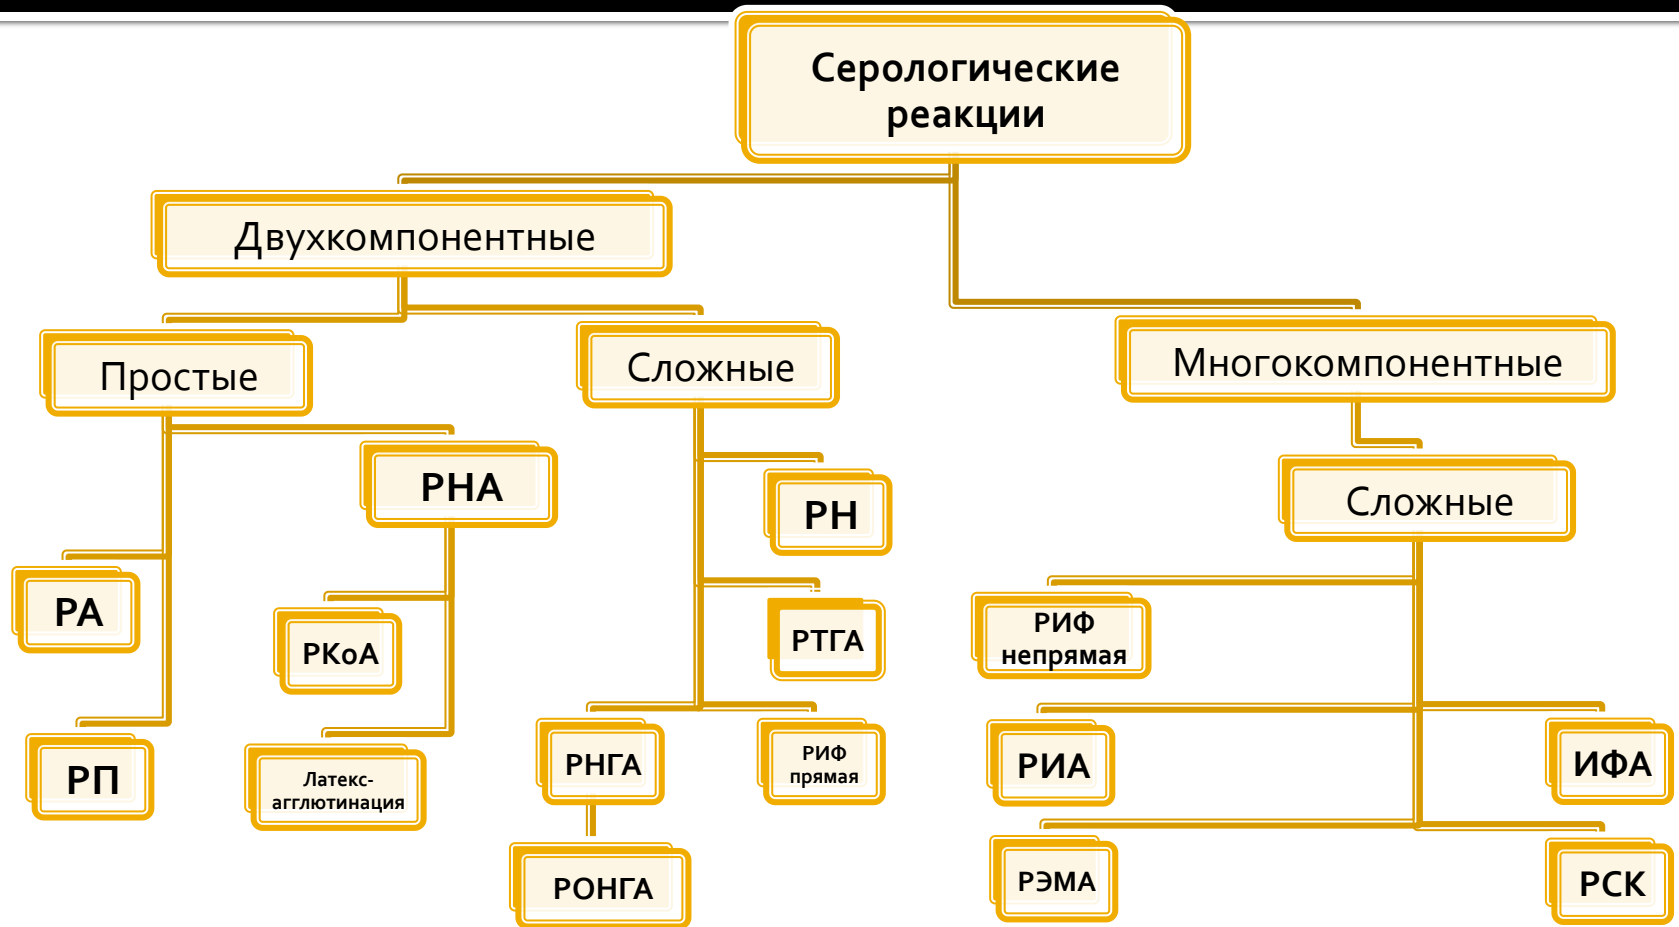 Серологические
реакции
Двухкомпонентные
Простые
Сложные
Многокомпонентные
РНА
РН
Сложные
РА
РКоА
РТГА
РИФ
непрямая
РП
Латекс-
агглютинация
РНГА
РИФ
прямая
РИА
ИФА
РОНГА
РЭМА
РСК